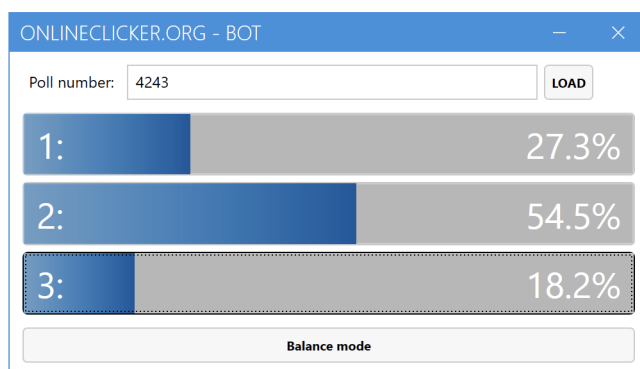 ONLINECLICKER.ORG - BOT
Poll number: 4243 LOAD
1: 27.3%
2: 54.5%
3: 18.2%
Balance mode